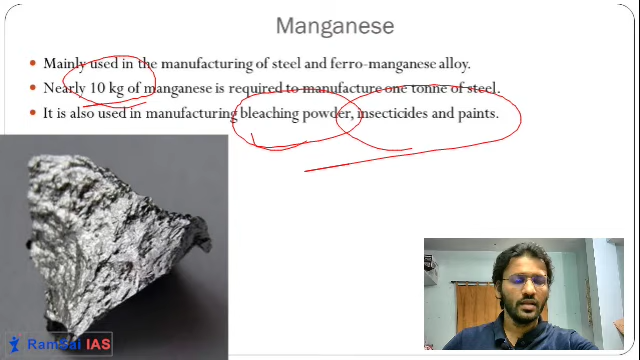 Manganese
Mainly used in the manufacturing of steel and ferro-manganese alloy.
Nearly 10 kg of manganese is required to manufacture one tonne of steel.
It is also used in manufacturing bleaching powder, insecticides and paints.
RamSai IAS